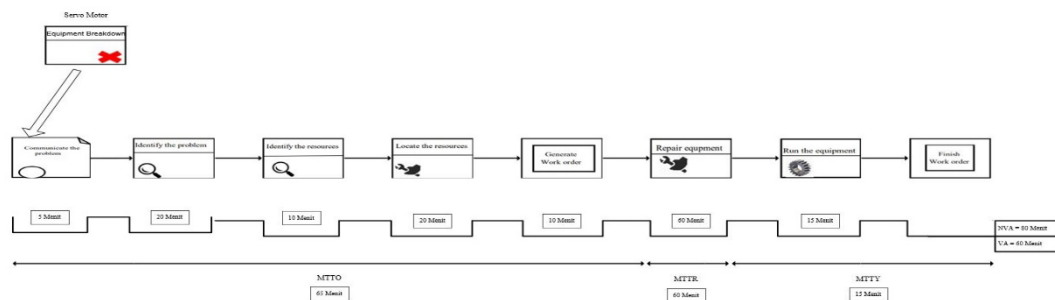 Servo Motor
Equipment Breakdown
Communicate the
problem
Identify the problem
Identify the resources
Locate the resources
Generate
Work order
Repair equpment
Run the equipment
Finish
Work order
5 Menit
20 Menit
10 Menit
20 Menit
10 Menit
60 Menit
15 Menit
NVA = 80 Menit
VA = 60 Menit
MTTO
65 Menit
MTTR
60 Menit
MTTY
15 Menit